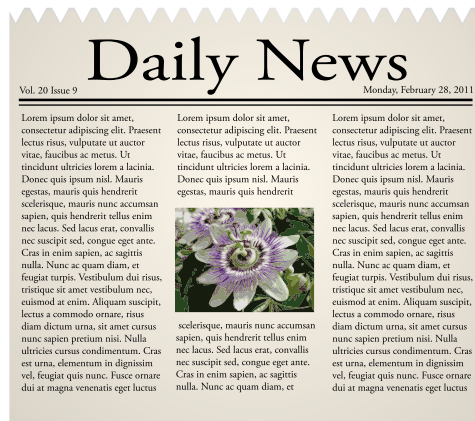 Daily News
Vol. 20 Issue 9
Monday, February 28, 2011
Lorem ipsum dolor sit amet,
consectetur adipiscing elit. Praesent
lectus risus, vulputate ut auctor
vitae, faucibus ac metus. Ut
tincidunt ultricies lorem a lacinia.
Donec quis ipsum nisl. Mauris
egestas, mauris quis hendrerit
scelerisque, mauris nunc accumsan
sapien, quis hendrerit tellus enim
nec lacus. Sed lacus erat, convallis
nec suscipit sed, congue eget ante.
Cras in enim sapien, ac sagittis
nulla. Nunc ac quam diam, et
feugiat turpis. Vestibulum dui risus,
tristique sit amet vestibulum nec,
euismod at enim. Aliquam suscipit,
lectus a commodo ornare, risus
diam dictum urna, sit amet cursus
nunc sapien pretium nisi. Nulla
ultricies cursus condimentum. Cras
est urna, elementum in dignissim
vel, feugiat quis nunc. Fusce ornare
dui at magna venenatis eget luctus
Lorem ipsum dolor sit amet,
consectetur adipiscing elit. Praesent
lectus risus, vulputate ut auctor
vitae, faucibus ac metus. Ut
tincidunt ultricies lorem a lacinia.
Donec quis ipsum nisl. Mauris
egestas, mauris quis hendrerit
scelerisque, mauris nunc accumsan
sapien, quis hendrerit tellus enim
nec lacus. Sed lacus erat, convallis
nec suscipit sed, congue eget ante.
Cras in enim sapien, ac sagittis
nulla. Nunc ac quam diam, et
Lorem ipsum dolor sit amet,
consectetur adipiscing elit. Praesent
lectus risus, vulputate ut auctor
vitae, faucibus ac metus. Ut
tincidunt ultricies lorem a lacinia.
Donec quis ipsum nisl. Mauris
egestas, mauris quis hendrerit
scelerisque, mauris nunc accumsan
sapien, quis hendrerit tellus enim
nec lacus. Sed lacus erat, convallis
nec suscipit sed, congue eget ante.
Cras in enim sapien, ac sagittis
nulla. Nunc ac quam diam, et
feugiat turpis. Vestibulum dui risus,
tristique sit amet vestibulum nec,
euismod at enim. Aliquam suscipit,
lectus a commodo ornare, risus
diam dictum urna, sit amet cursus
nunc sapien pretium nisi. Nulla
ultricies cursus condimentum. Cras
est urna, elementum in dignissim
vel, feugiat quis nunc. Fusce ornare
dui at magna venenatis eget luctus